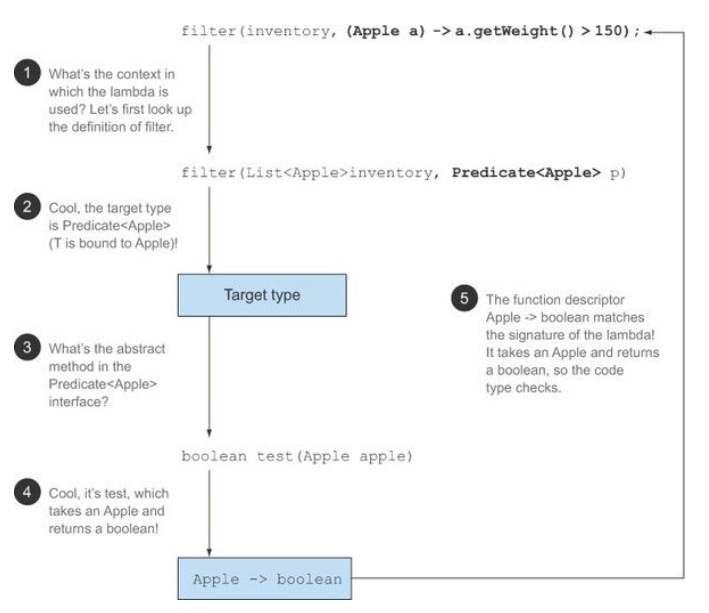 filter(inventory, (Apple a) -> a.getWeight() > 150);
1
What's the context in
which the lambda is
used? Let's first look up
the definition of filter.
filter(List<Apple>inventory, Predicate<Apple> p)
2
Cool, the target type
is Predicate<Apple>
(T is bound to Apple)!
Target type
3
What's the abstract
method in the
Predicate<Apple>
interface?
boolean test(Apple apple)
4
Cool, it's test, which
takes an Apple and
returns a boolean!
Apple -> boolean
5
The function descriptor
Apple -> boolean matches
the signature of the lambda!
It takes an Apple and returns
a boolean, so the code
type checks.